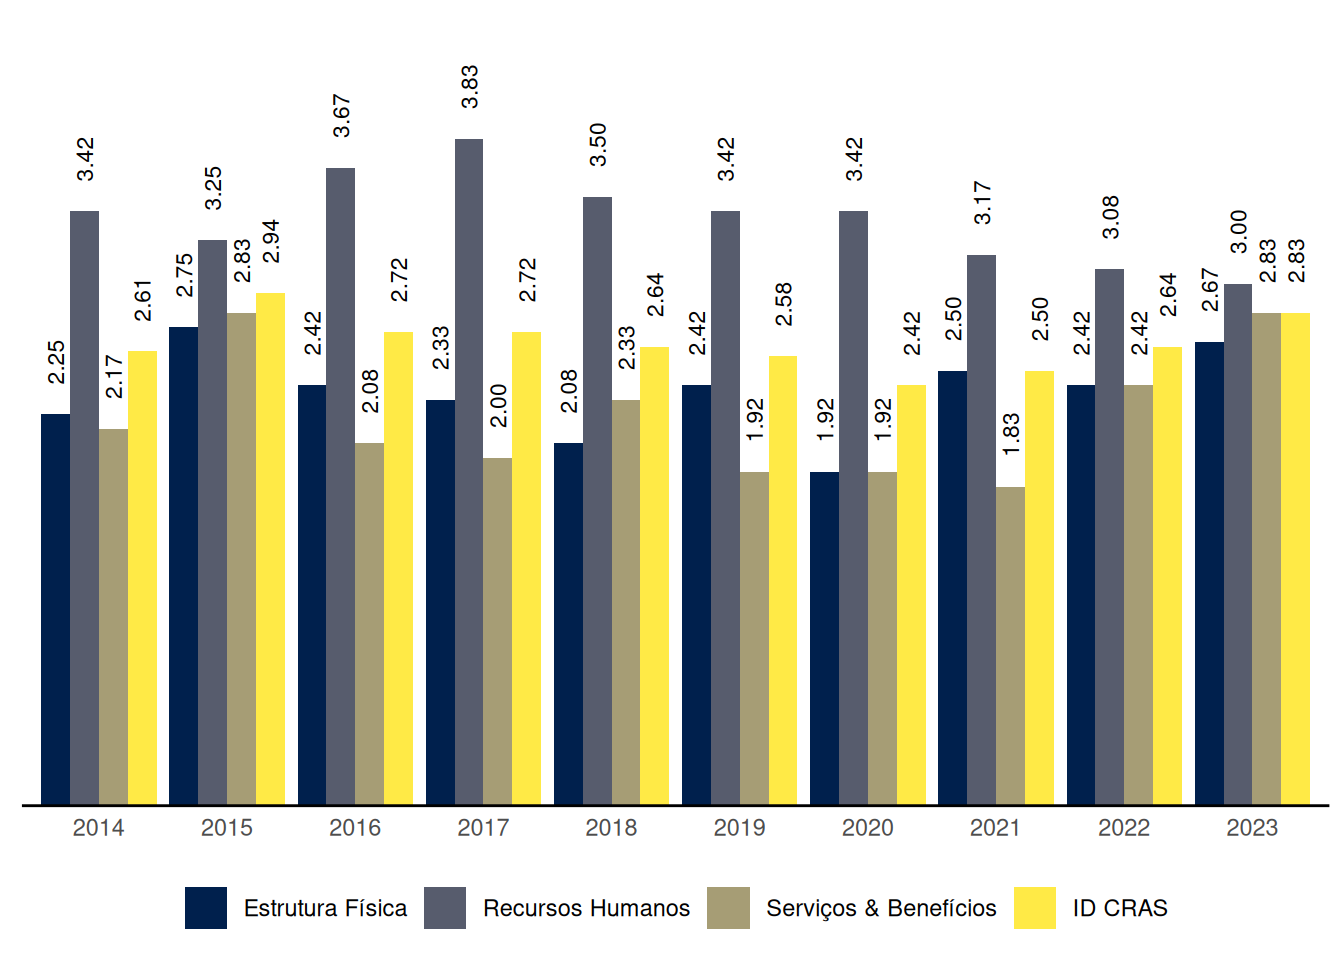 2.25 3.42 2.17 2.61
2.75 3.25 2.83 2.94
2.42 3.67 2.08 2.72
2.33 3.83 2.00 2.72
2.08 3.50 2.33 2.64
2.42 3.42 1.92 2.58
1.92 3.42 1.92 2.42
2.50 3.17 1.83 2.50
2.42 3.08 2.42 2.64
2.67 3.00 2.83 2.83
2014 2015 2016 2017 2018 2019 2020 2021 2022 2023
Estrutura Física Recursos Humanos Serviços & Benefícios ID CRAS